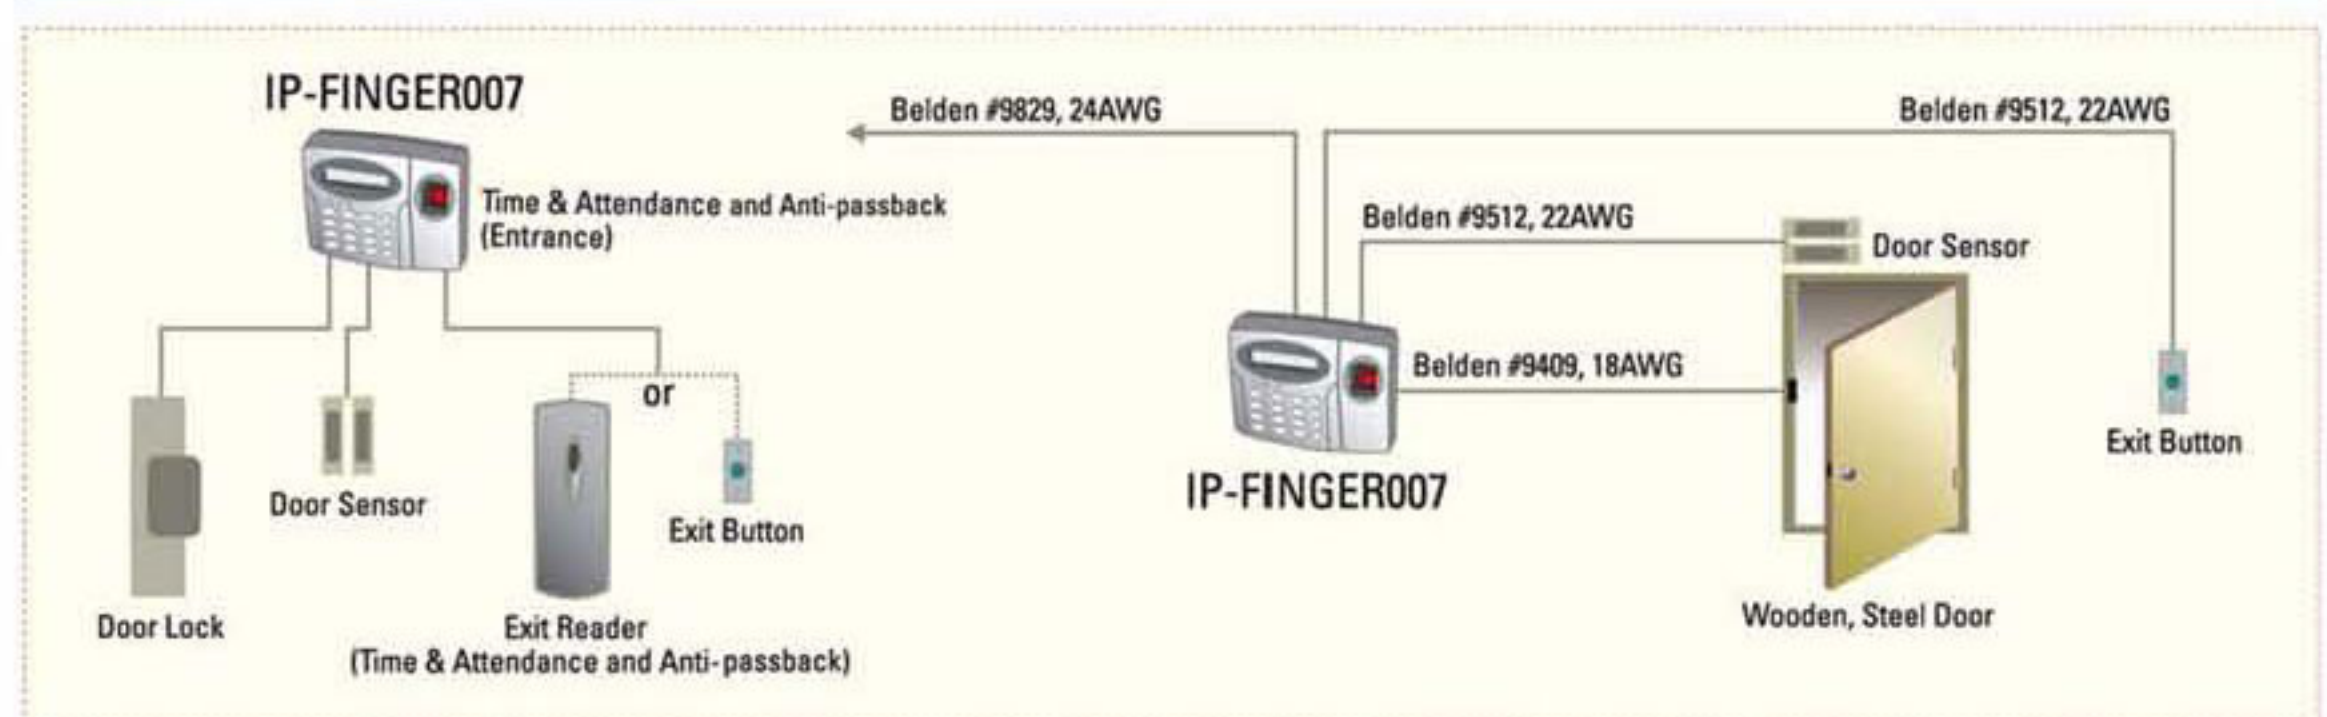 IP-FINGER007
Time & Attendance and Anti-passback
(Entrance)
or
Door Lock
Door Sensor
Exit Reader
(Time & Attendance and Anti-passback)
Exit Button
Belden #9829, 24AWG
Belden #9512, 22AWG
Belden #9512, 22AWG
Door Sensor
Belden #9409, 18AWG
IP-FINGER007
Exit Button
Wooden, Steel Door